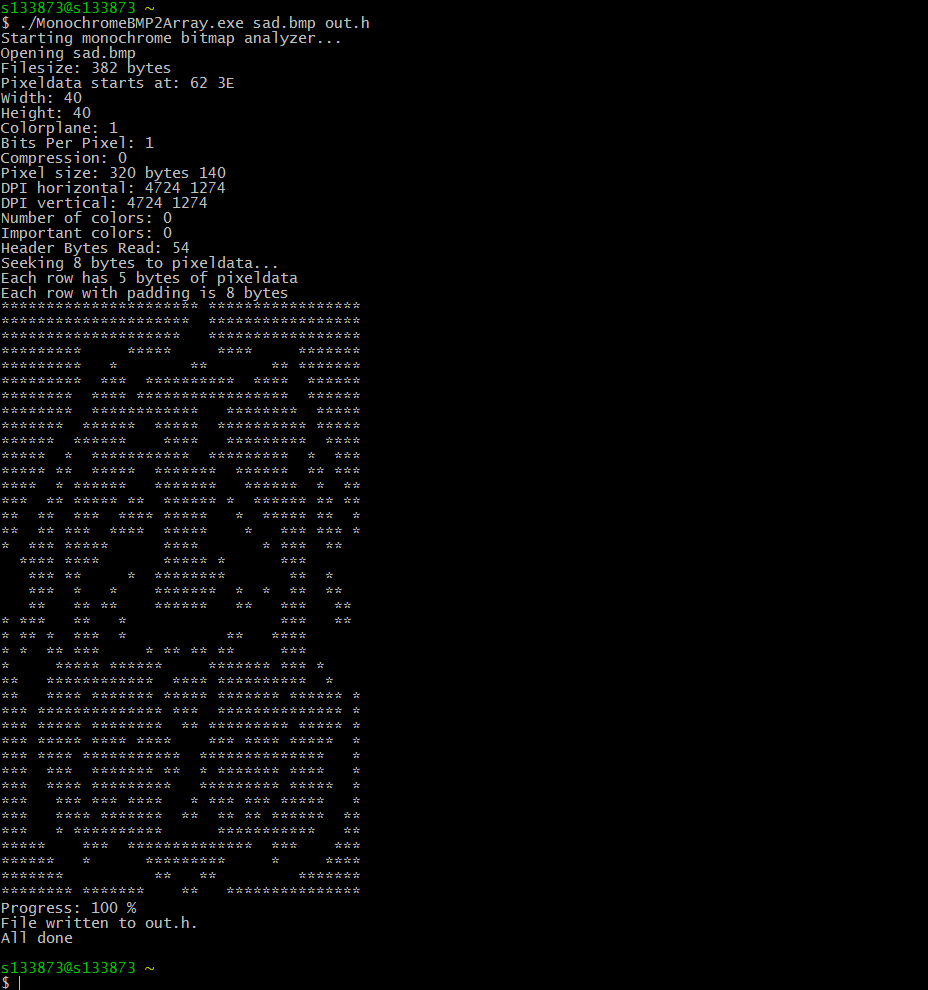 s133873@s133873 ~
$ ./MonochromeBMP2Array.exe sad.bmp out.h
Starting monochrome bitmap analyzer...
Opening sad.bmp
Filesize: 382 bytes
Pixeldata starts at: 62 3E
Width: 40
Height: 40
Colorplane: 1
Bits Per Pixel: 1
Compression: 0
Pixel size: 320 bytes 140
DPI horizontal: 4724 1274
DPI vertical: 4724 1274
Number of colors: 0
Important colors: 0
Header Bytes Read: 54
Seeking 8 bytes to pixeldata...
Each row has 5 bytes of pixeldata
Each row with padding is 8 bytes
Progress: 100 %
File written to out.h.
All done
s133873@s133873 ~
$